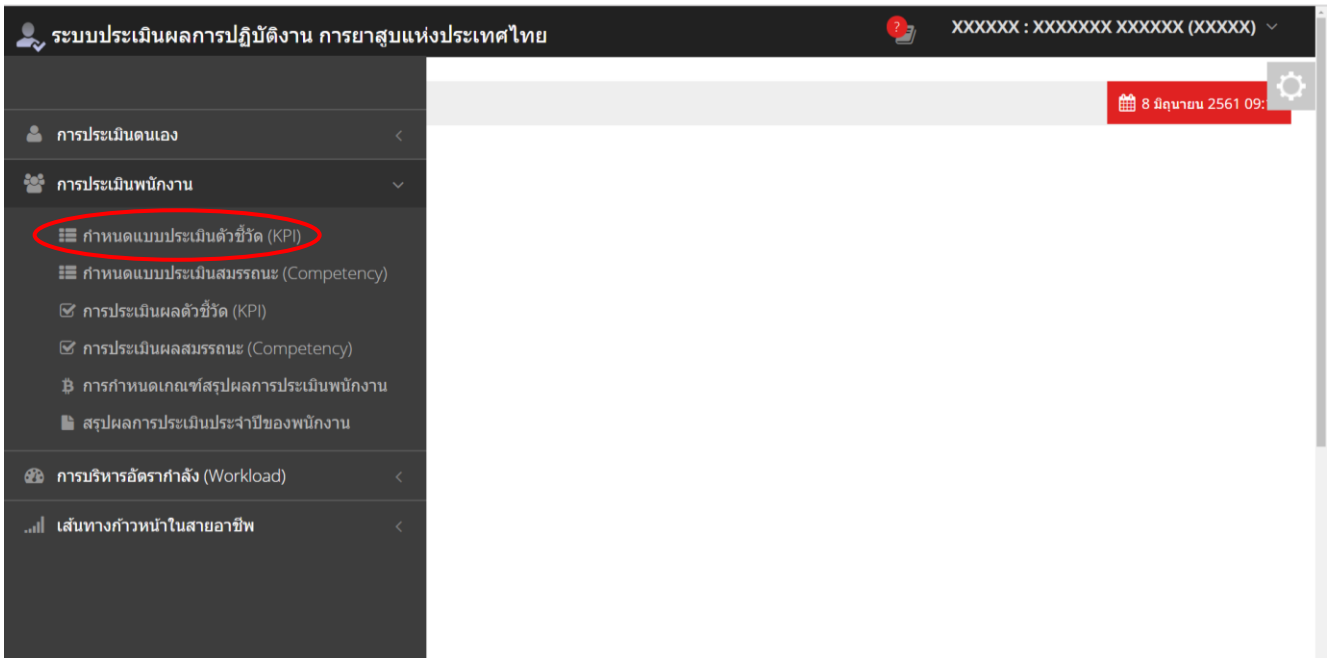 ระบบประเมินผลการปฏิบัติงาน การยาสูบแห่งประเทศไทย
?
XXXXXX : XXXXXXX XXXXXX (XXXXX)
8 มิถุนายน 2561 09:
การประเมินตนเอง
การประเมินพนักงาน
กำหนดแบบประเมินตัวชี้วัด (KPI)
กำหนดแบบประเมินสมรรถนะ (Competency)
การประเมินผลตัวชี้วัด (KPI)
การประเมินผลสมรรถนะ (Competency)
การกำหนดเกณฑ์สรุปผลการประเมินพนักงาน
สรุปผลการประเมินประจำปีของพนักงาน
การบริหารอัตรากำลัง (Workload)
เส้นทางก้าวหน้าในสายอาชีพ